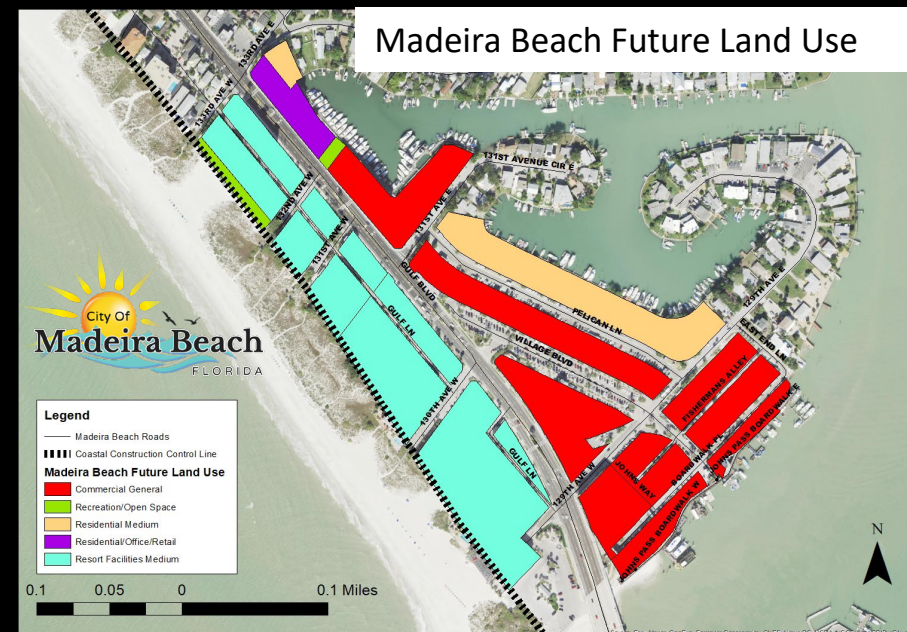 Madeira Beach Future Land Use
133RD AVE E
133RD AVE W
132ND AVE W
131ST AVE W
131ST AVENUE CIR E
131ST AVE E
GULF BLVD
GULF LN
PELICAN LN
VILLAGE BLVD
129TH AVE E
EAST END LN
FISHERMANS ALLEY
130TH AVE W
GULF LN
129TH AVE W
JOHNS WAY
BOARDWALK PL
JOHNS PASS BOARDWALK E
JOHNS PASS BOARDWALK W
City Of
Madeira Beach
FLORIDA
Legend
Madeira Beach Roads
Coastal Construction Control Line
Madeira Beach Future Land Use
Commercial General
Recreation/Open Space
Residential Medium
Residential/Office/Retail
Resort Facilities Medium
0.1 0.05 0 0.1 Miles
N